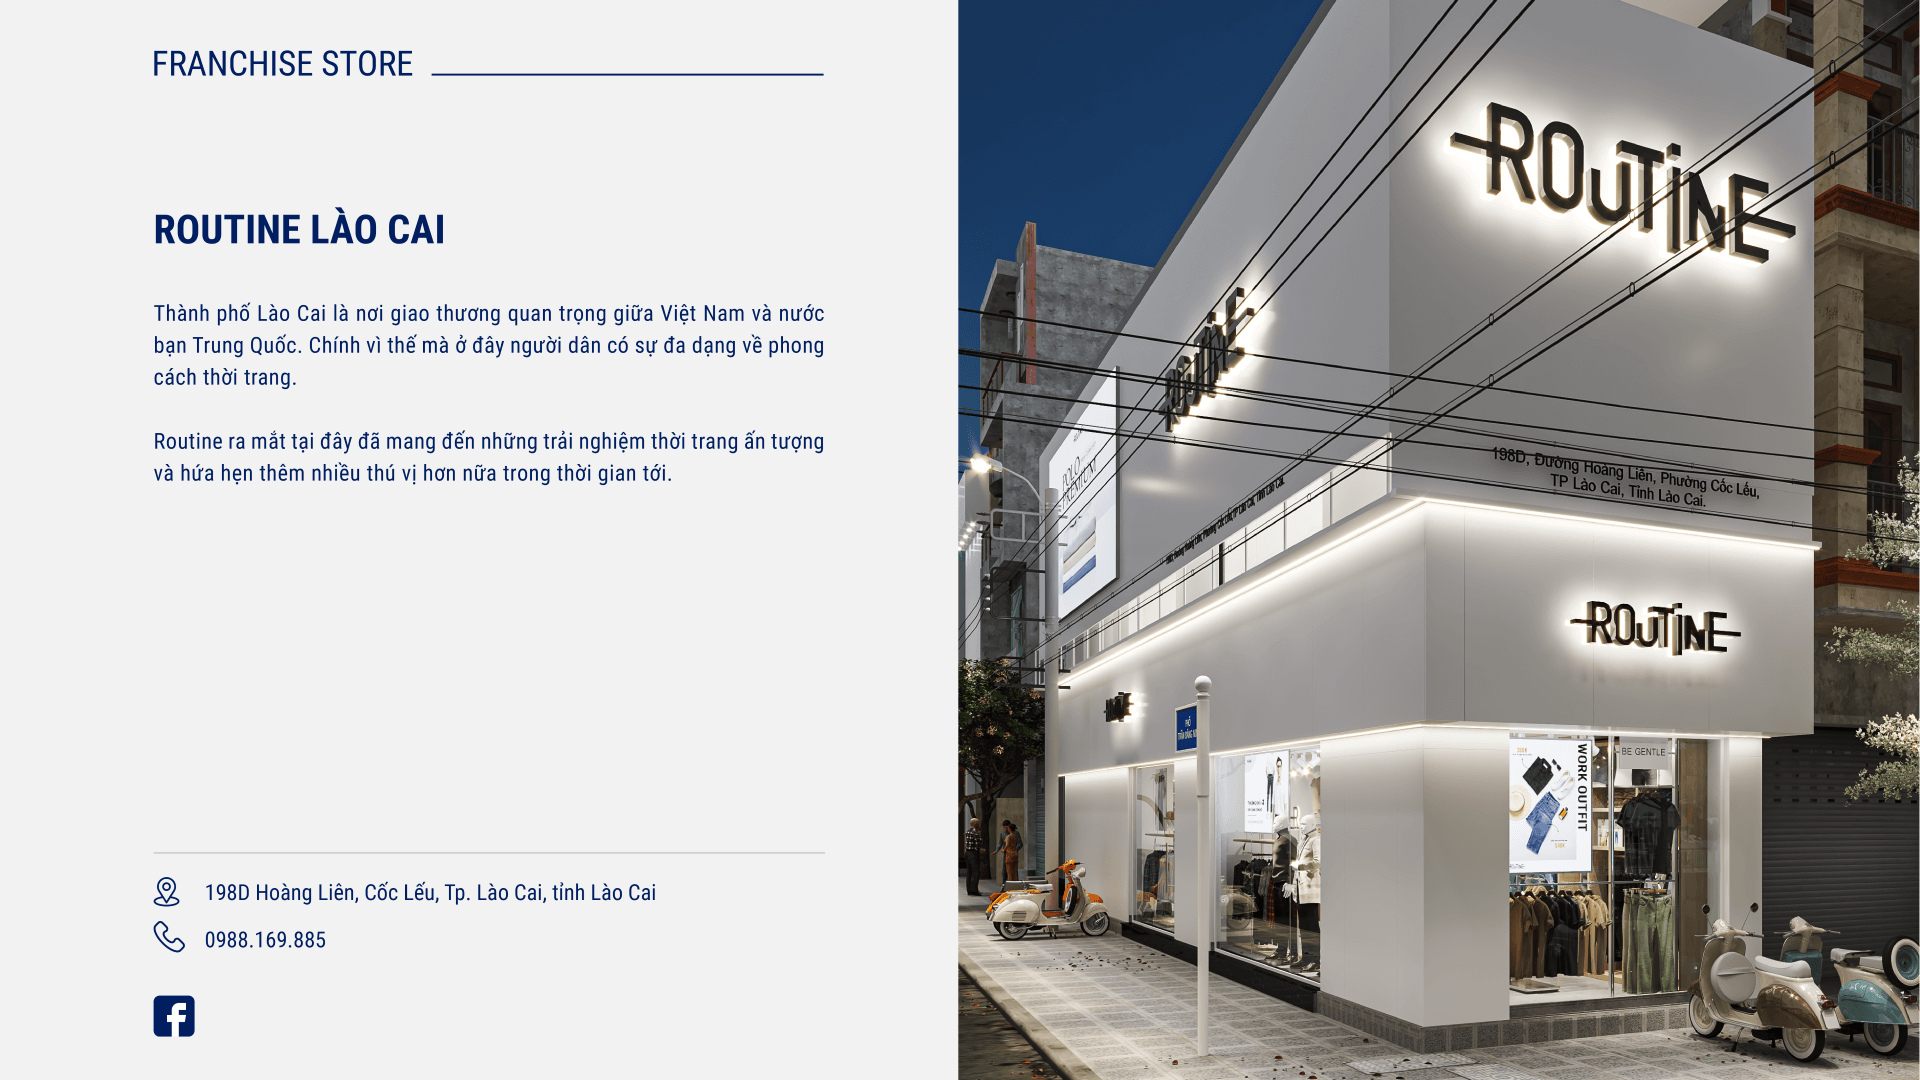 FRANCHISE STORE
ROUTINE LÀO CAI
Thành phố Lào Cai là nơi giao thương quan trọng giữa Việt Nam và nước
bạn Trung Quốc. Chính vì thế mà ở đây người dân có sự đa dạng về phong
cách thời trang.
Routine ra mắt tại đây đã mang đến những trải nghiệm thời trang ấn tượng
và hứa hẹn thêm nhiều thú vị hơn nữa trong thời gian tới.
198D Hoàng Liên, Cốc Lếu, Tp. Lào Cai, tỉnh Lào Cai
0988.169.885
ROUTINE
ROUTINE
198D, Đường Hoàng Liên, Phường Cốc Lếu,
TP Lào Cai, Tỉnh Lào Cai.
POLO
PREMIUM
ROUTINE
PHỐ
WORK OUTFIT
BE GENTLE